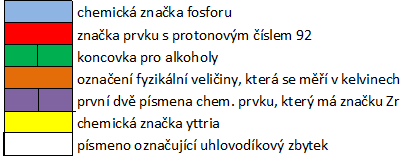 chemická značka fosforu
značka prvku s protonovým číslem 92
koncovka pro alkoholy
označení fyzikální veličiny, která se měří v kelvinech
první dvě písmena chem. prvku, který má značku Zr
chemická značka yttria
písmeno označující uhlovodíkový zbytek